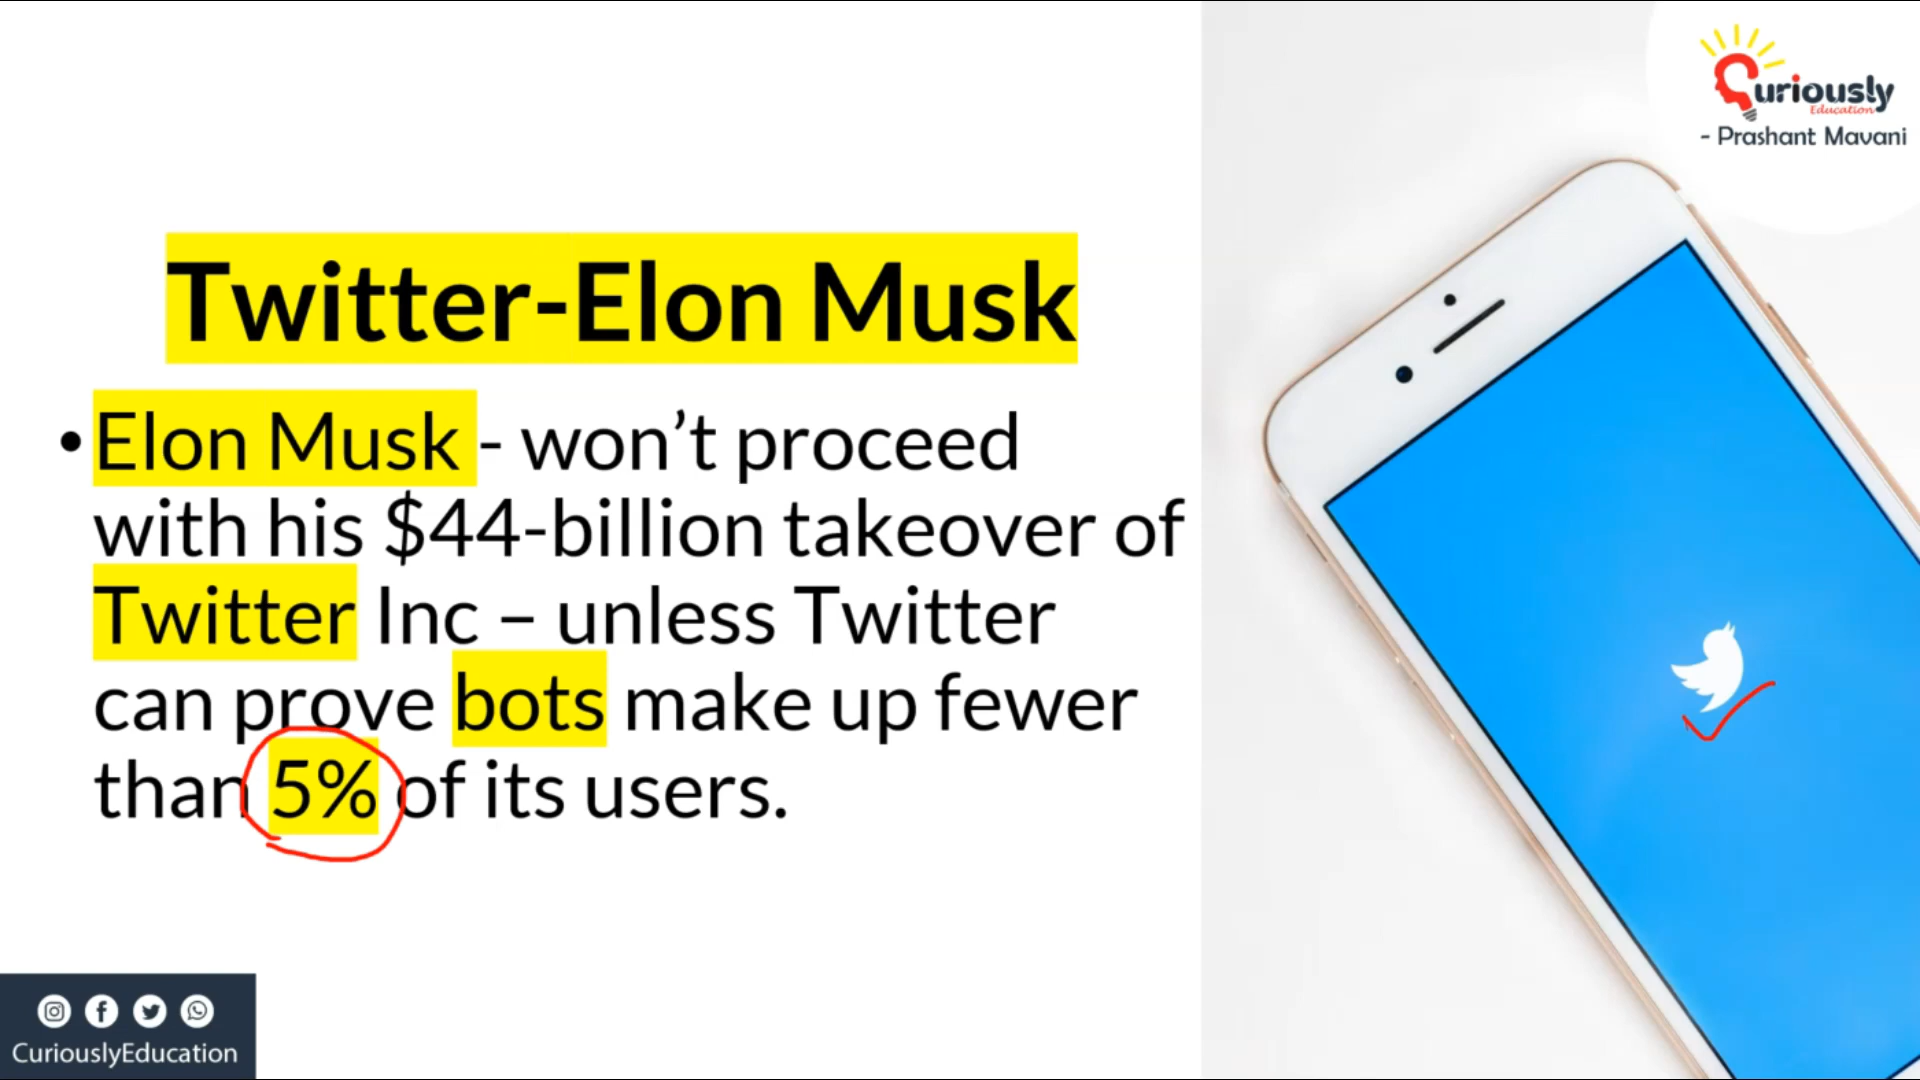 Curiously
Education
- Prashant Mavani
Twitter-Elon Musk
• Elon Musk - won’t proceed
with his $44-billion takeover of
Twitter Inc – unless Twitter
can prove bots make up fewer
than 5% of its users.
CuriouslyEducation